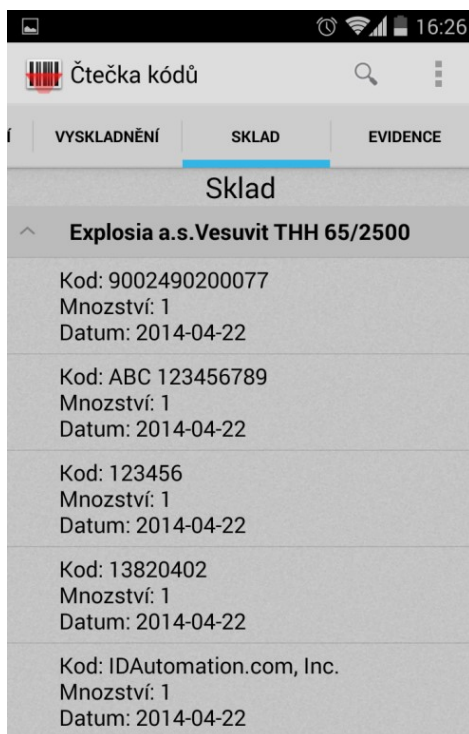 16:26
Čtečka kódů
Í
VYSKLADNĚNÍ
SKLAD
EVIDENCE
Sklad
Explosia a.s.Vesuvit THH 65/2500
Kod: 9002490200077
Mnozství: 1
Datum: 2014-04-22
Kod: ABC 123456789
Mnozství: 1
Datum: 2014-04-22
Kod: 123456
Mnozství: 1
Datum: 2014-04-22
Kod: 13820402
Mnozství: 1
Datum: 2014-04-22
Kod: IDAutomation.com, Inc.
Mnozství: 1
Datum: 2014-04-22